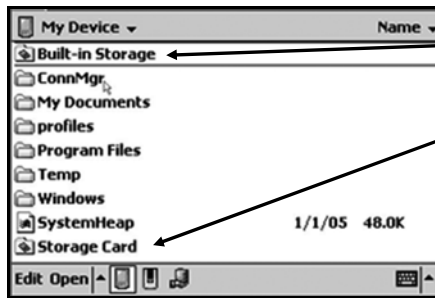 My Device Name
Built-in Storage
ConnMgr
My Documents
profiles
Program Files
Temp
Windows
SystemHeap 1/1/05 48.0K
Storage Card
Edit Open